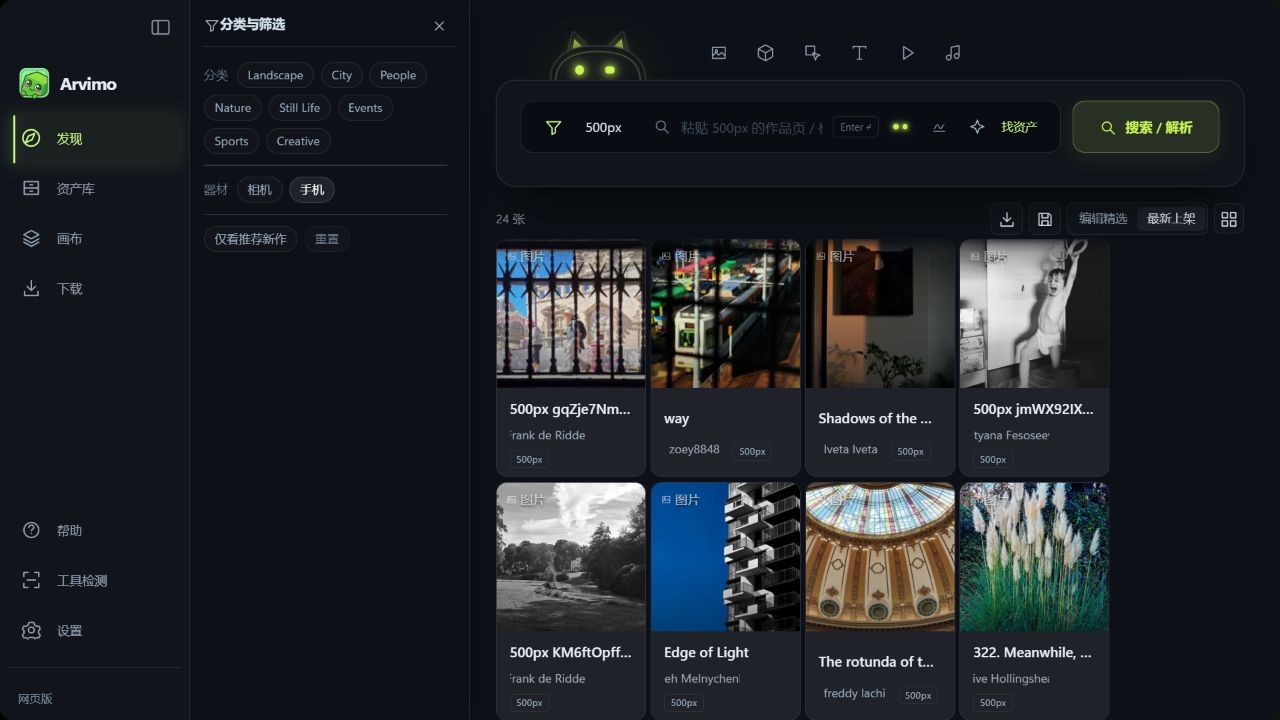 Arvimo
发现
资产库
画布
下载
帮助
工具检测
设置
网页版
分类与筛选
分类 Landscape City People
Nature Still Life Events
Sports Creative
器材 相机 手机
仅看推荐新作 重置
500px 粘贴 500px 的作品页 / Enter 找资产 搜索 / 解析
24 张 编辑精选 最新上架
图片 图片 图片 图片
500px gqZje7Nm... way Shadows of the ... 500px jmWX92IX...
Frank de Ridde zoey8848 Iveta Iveta tyana Fesosee
500px 500px 500px 500px
图片 图片 图片 图片
500px KM6ftOpff... Edge of Light The rotunda of t... 322. Meanwhile, ...
Frank de Ridde eh Melnychen freddy lachi ive Hollingshea
500px 500px 500px 500px